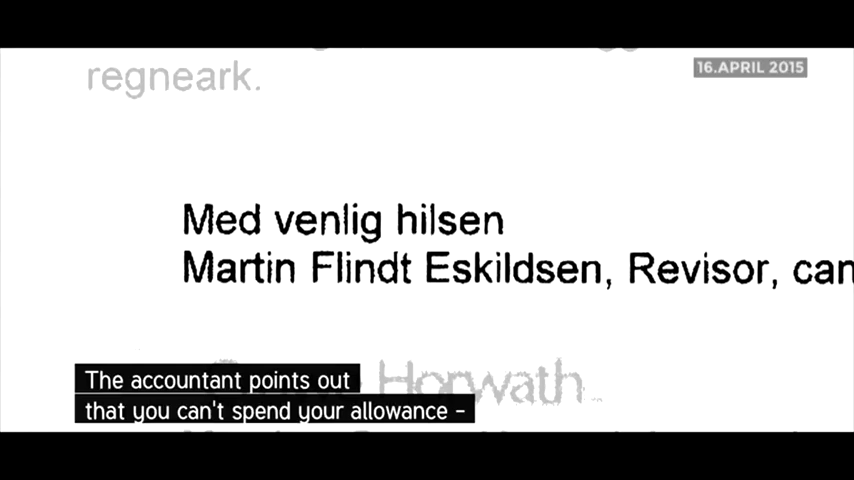 regneark.
16.APRIL 2015
Med venlig hilsen
Martin Flindt Eskildsen, Revisor, can
Horwath
The accountant points out
that you can't spend your allowance -